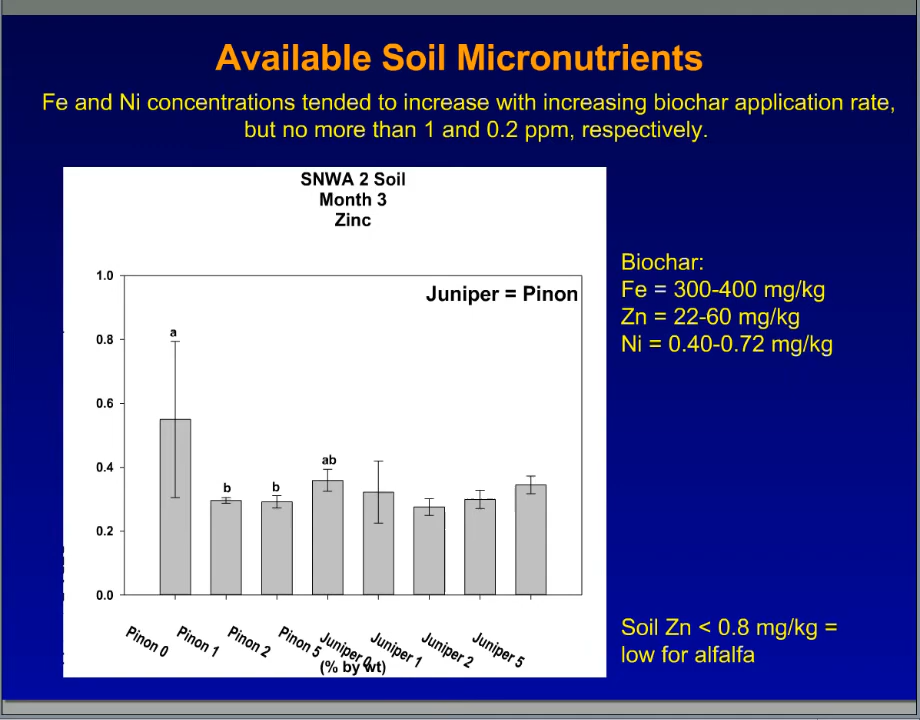 Available Soil Micronutrients
Fe and Ni concentrations tended to increase with increasing biochar application rate,
but no more than 1 and 0.2 ppm, respectively.
SNWA 2 Soil
Month 3
Zinc
1.0
Juniper = Pinon
0.8
a
0.6
0.4
ab
b
b
0.2
0.0
Pinon 0
Pinon 1
Pinon 2
Pinon 5
Juniper 0
Juniper 1
Juniper 2
Juniper 5
(% by wt)
Biochar:
Fe = 300-400 mg/kg
Zn = 22-60 mg/kg
Ni = 0.40-0.72 mg/kg
Soil Zn < 0.8 mg/kg =
low for alfalfa